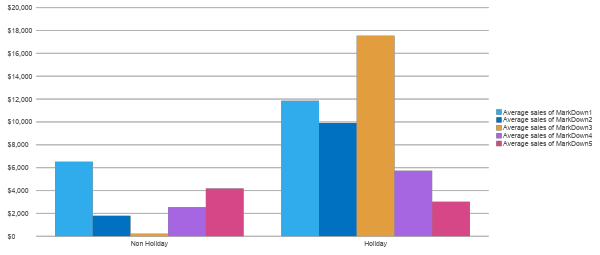 $20,000
$18,000
$16,000
$14,000
$12,000
$10,000
$8,000
$6,000
$4,000
$2,000
$0
Non Holiday
Holiday
Average sales of MarkDown1
Average sales of MarkDown2
Average sales of MarkDown3
Average sales of MarkDown4
Average sales of MarkDown5